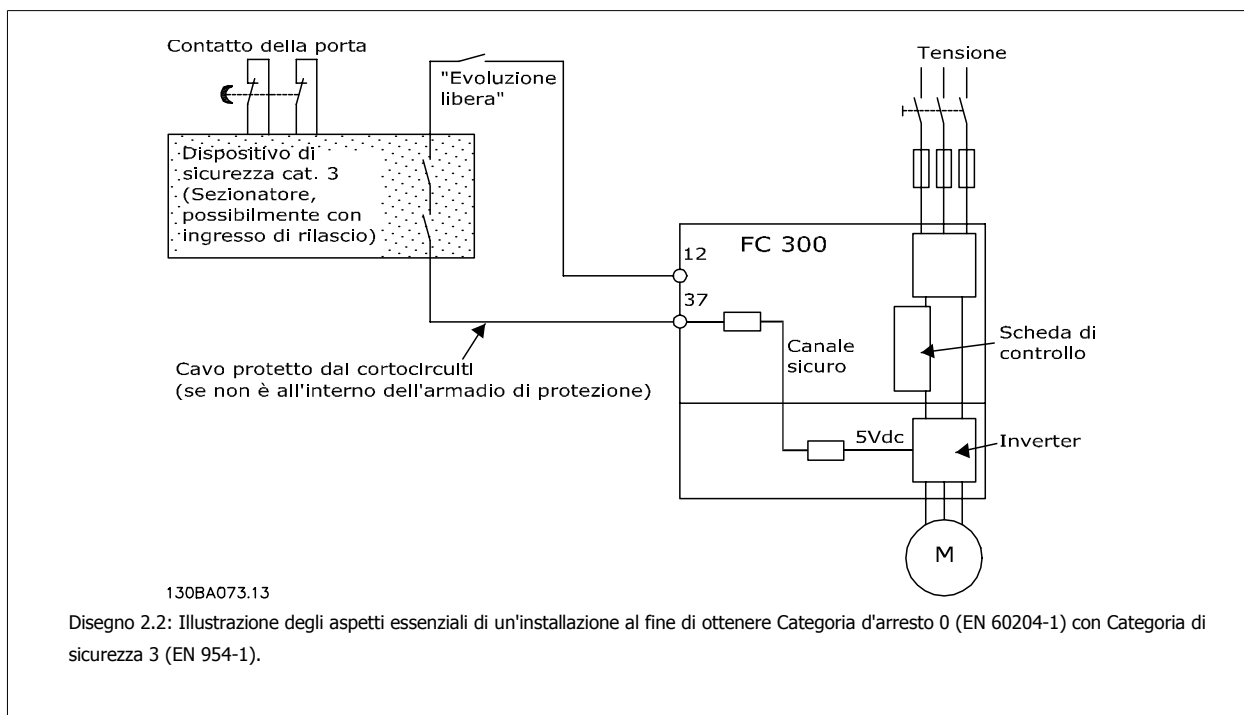 Contatto della porta
"Evoluzione
libera"
Tensione
Dispositivo di
sicurezza cat. 3
(Sezionatore,
possibilmente con
ingresso di rilascio)
FC 300
12
37
Canale
sicuro
Scheda di
controllo
Cavo protetto dai cortocircuiti
(se non è all'interno dell'armadio di protezione)
5Vdc
Inverter
M
130BA073.13
Disegno 2.2: Illustrazione degli aspetti essenziali di un'installazione al fine di ottenere Categoria d'arresto 0 (EN 60204-1) con Categoria di
sicurezza 3 (EN 954-1).